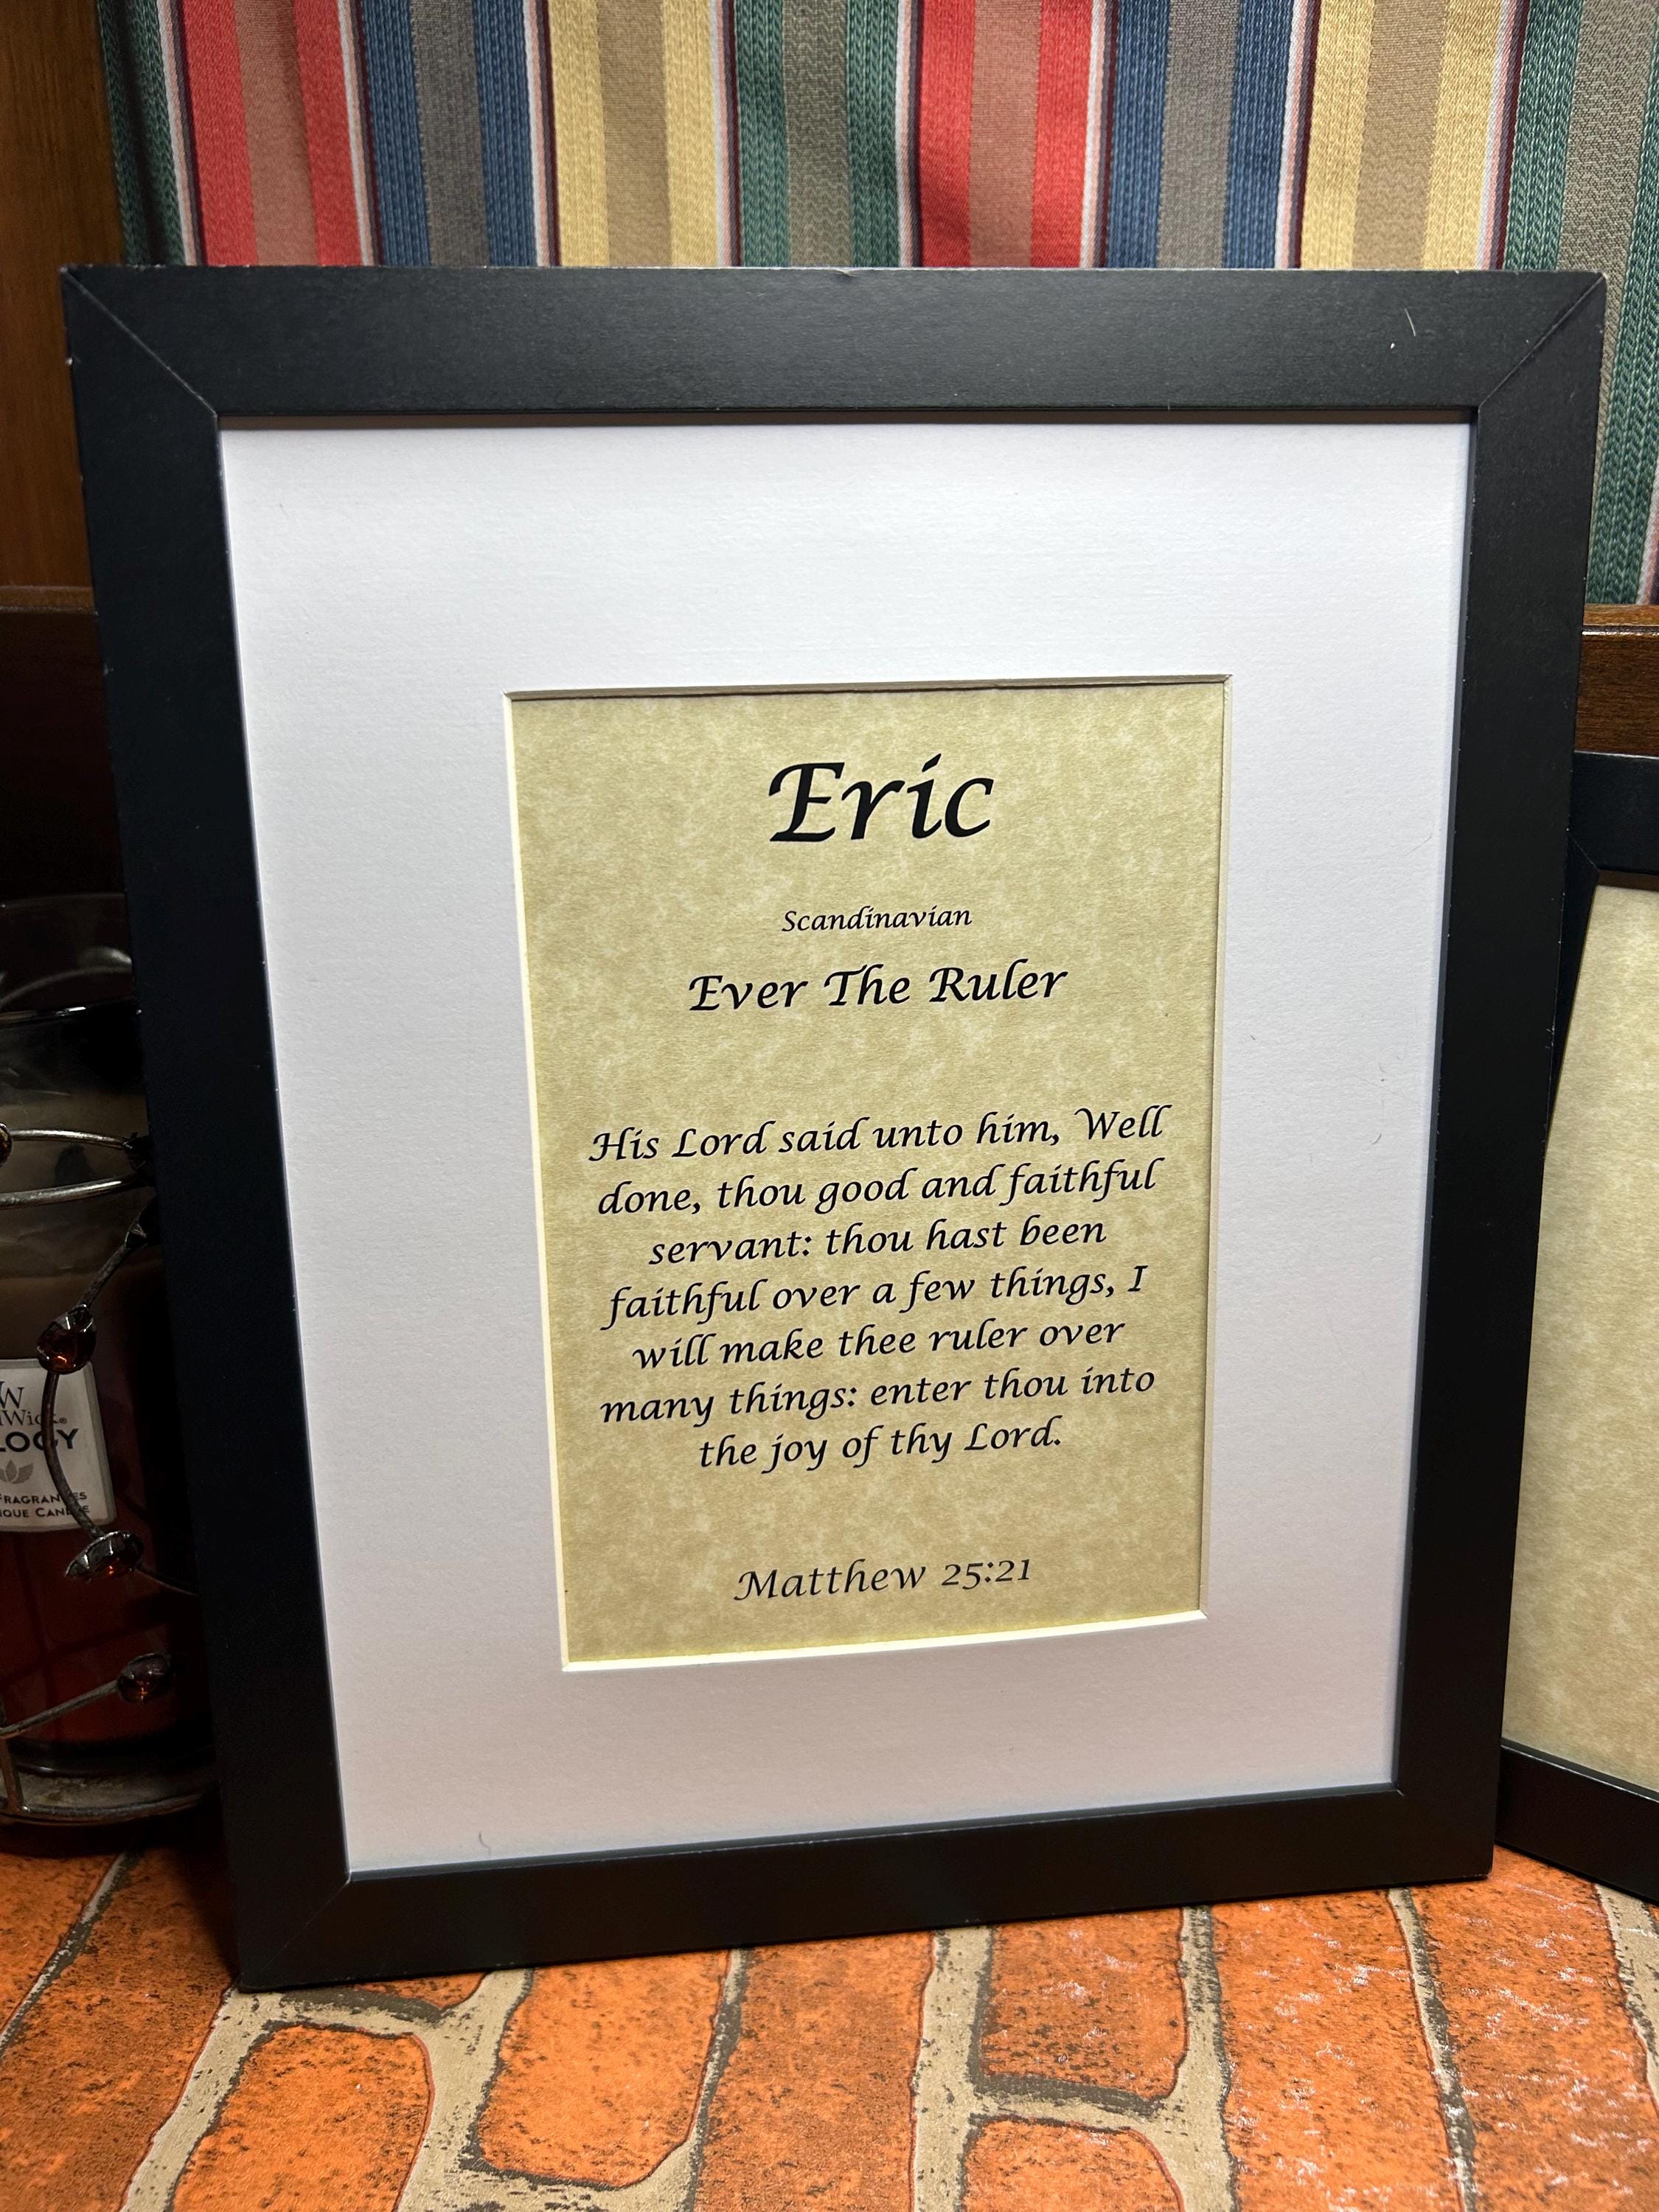 Eric
Scandinavian
Ever The Ruler
His Lord said unto him, Well
done, thou good and faithful
servant: thou hast been
faithful over a few things, I
will make thee ruler over
many things: enter thou into
the joy of thy Lord.
Matthew 25:21